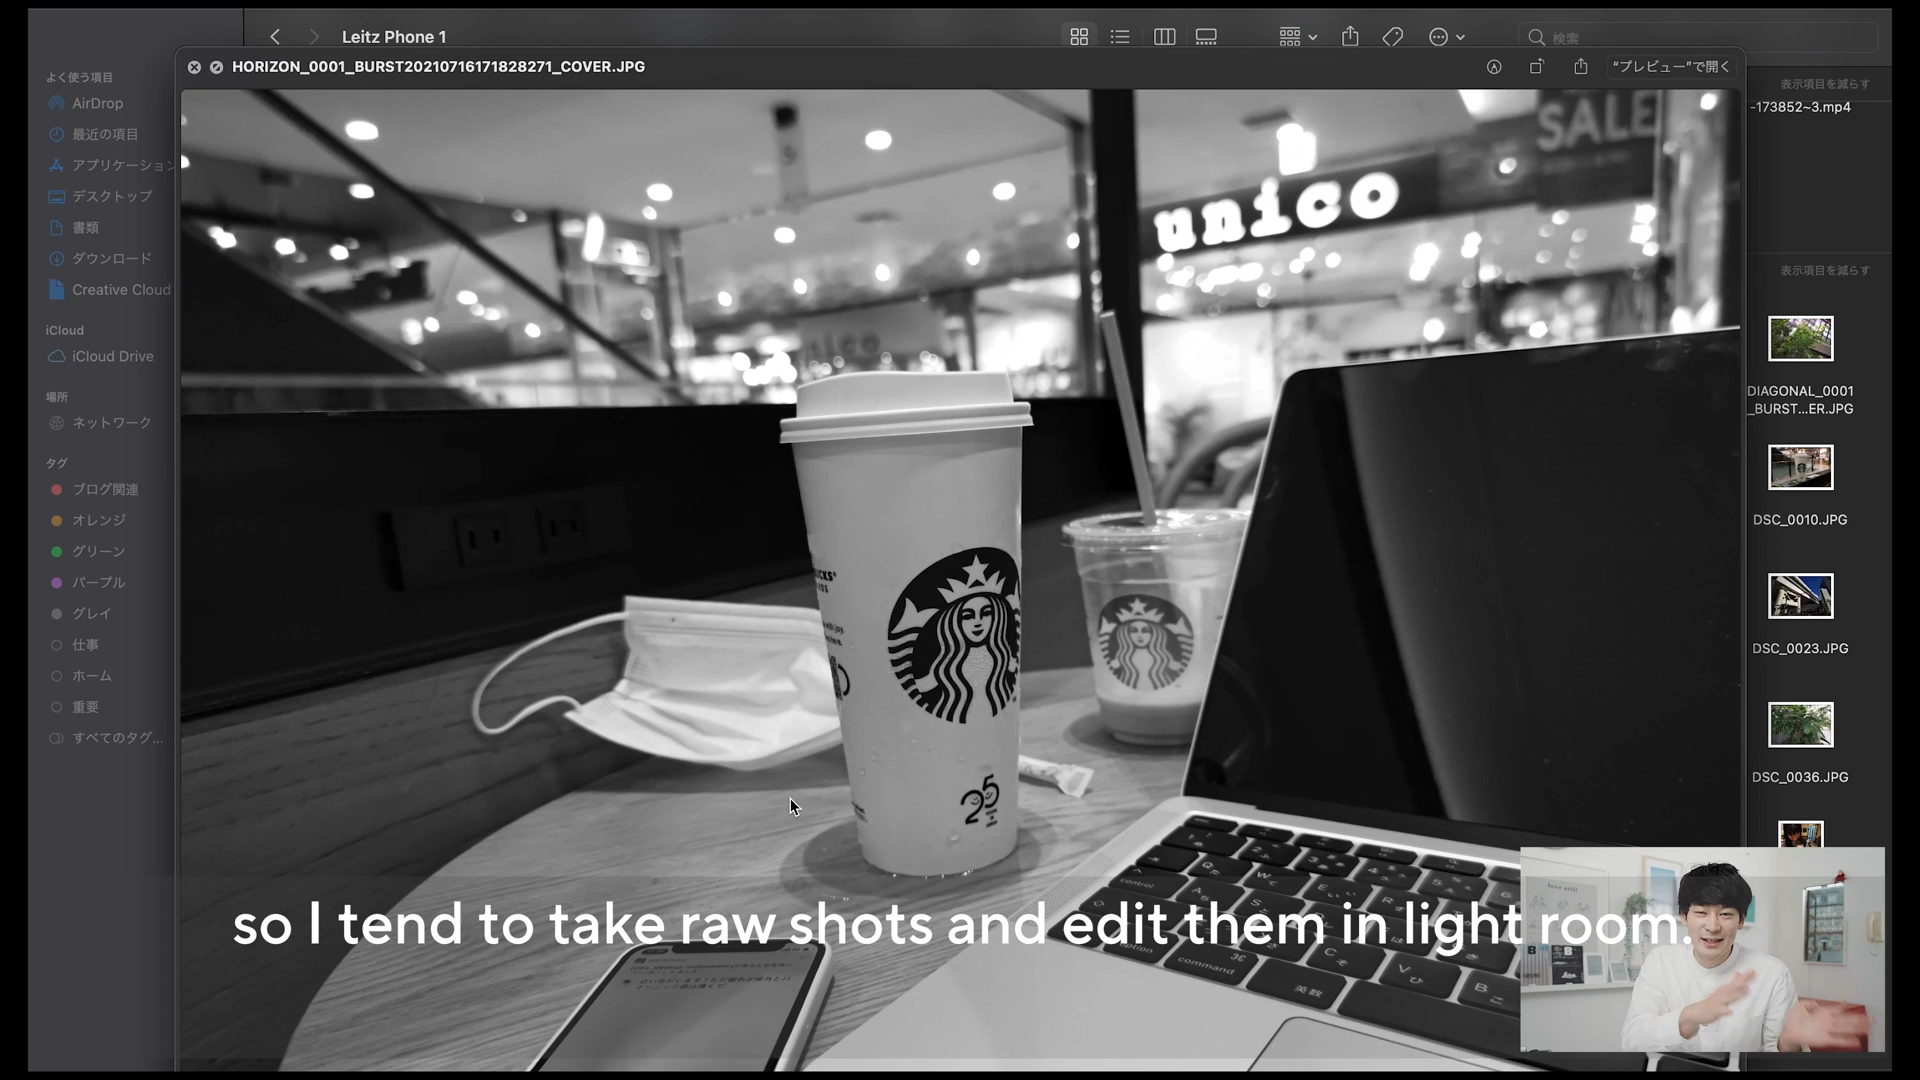 Leitz Phone 1
検索
HORIZON_0001_BURST20210716171828271_COVER.JPG
“プレビュー”で開く
よく使う項目
AirDrop
最近の項目
アプリケーション
デスクトップ
書類
ダウンロード
Creative Cloud
iCloud
iCloud Drive
場所
ネットワーク
タグ
ブログ関連
オレンジ
グリーン
パープル
グレイ
仕事
ホーム
重要
すべてのタグ...
表示項目を減らす
-173852~3.mp4
表示項目を減らす
DIAGONAL_0001
_BURST...ER.JPG
DSC_0010.JPG
DSC_0023.JPG
DSC_0036.JPG
SALE
unico
unico
25
control
option
command
英数
so I tend to take raw shots and edit them in light room.